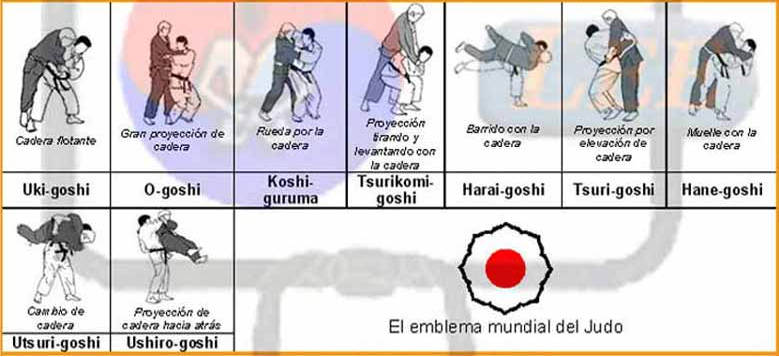 Cadera flotante
Gran proyección de
cadera
Rueda por la
cadera
Proyección
tirando y
levantando con
la cadera
Barrido con la
cadera
Proyección por
elevación de
cadera
Muelle con la
cadera
Uki-goshi
O-goshi
Koshi-
guruma
Tsurikomi-
goshi
Harai-goshi
Tsuri-goshi
Hane-goshi
Cambio de
cadera
Proyección de
cadera hacia atrás
Utsuri-goshi
Ushiro-goshi
El emblema mundial del Judo